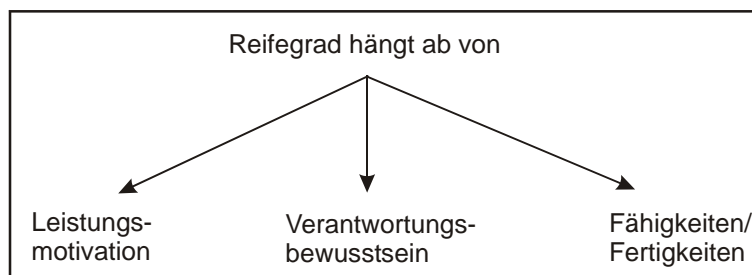 Reifegrad hängt ab von
Leistungs-
motivation
Verantwortungs-
bewusstsein
Fähigkeiten/
Fertigkeiten